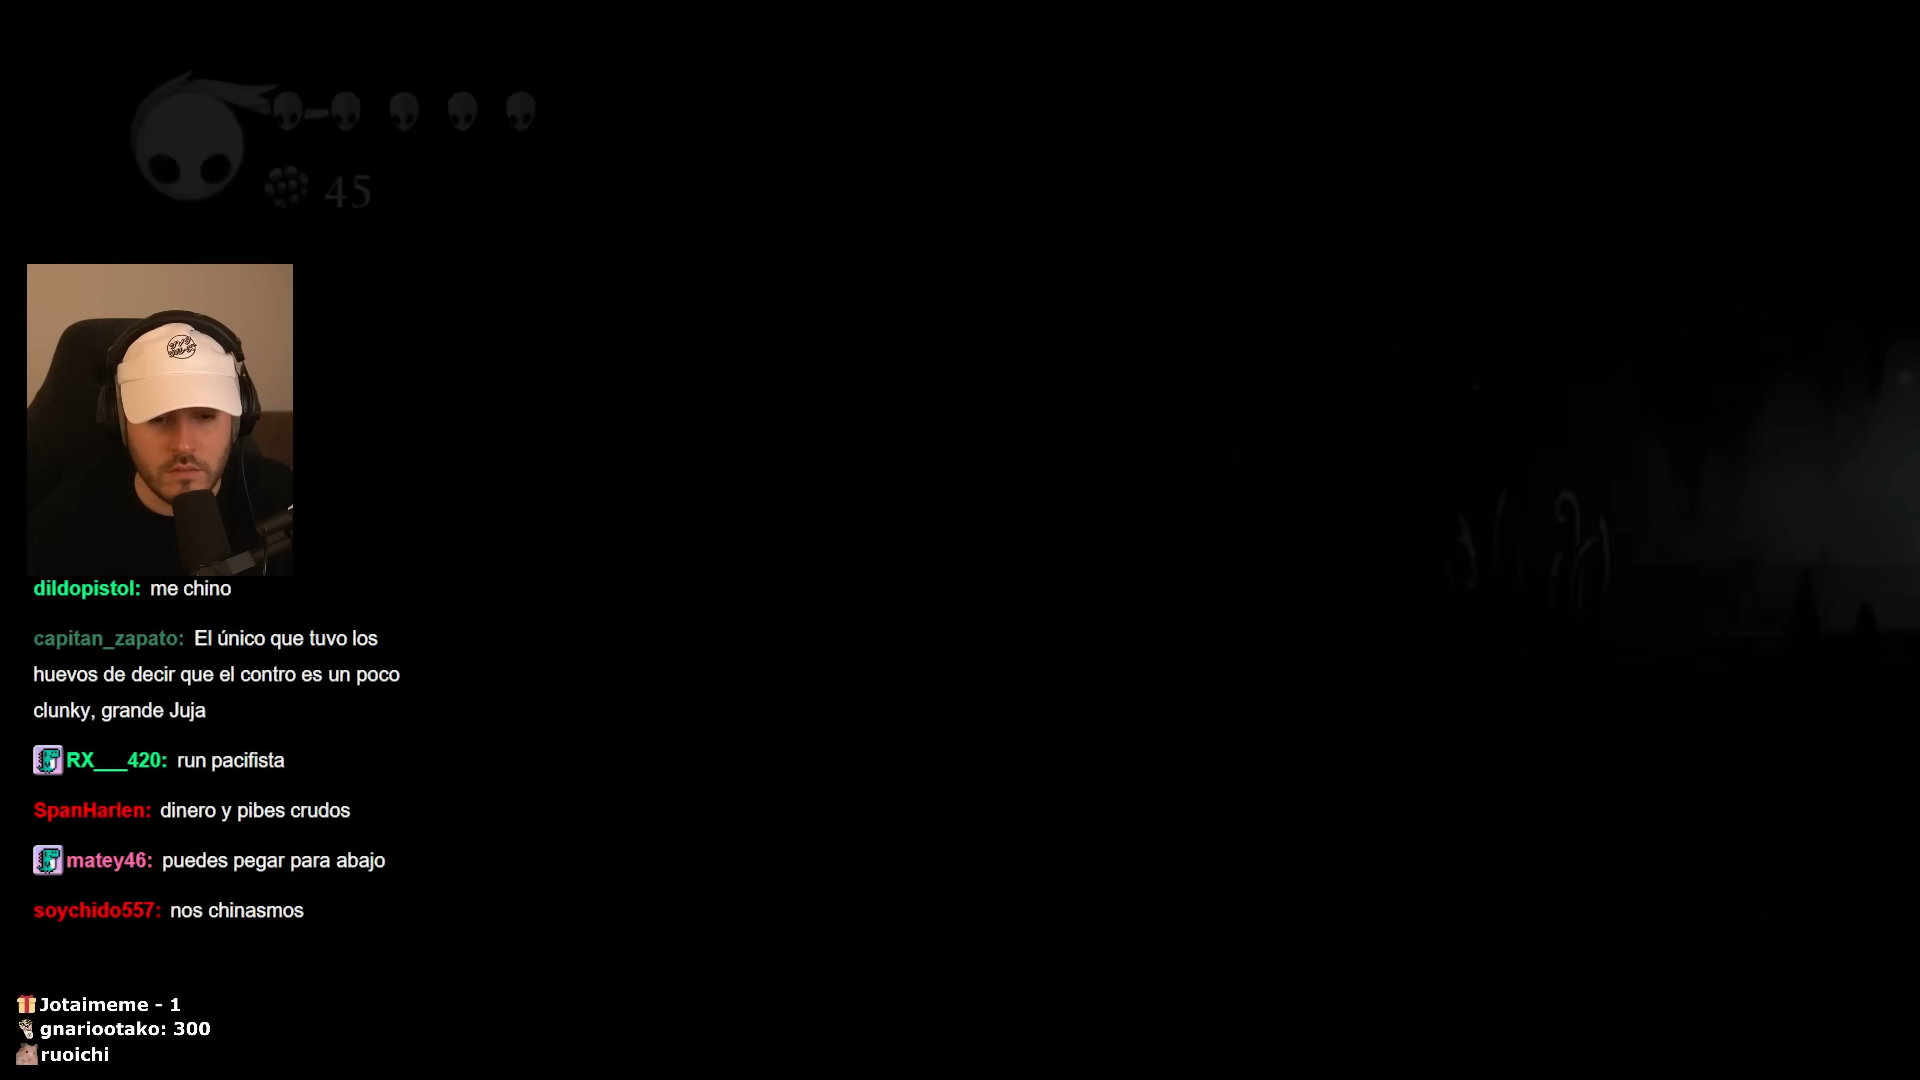 45
dildopistol: me chino
capitan_zapato: El único que tuvo los
huevos de decir que el contro es un poco
clunky, grande Juja
RX___420: run pacifista
SpanHarlen: dinero y pibes crudos
matey46: puedes pegar para abajo
soychido557: nos chinasmos
Jotaimeme - 1
gnariootako: 300
ruoichi